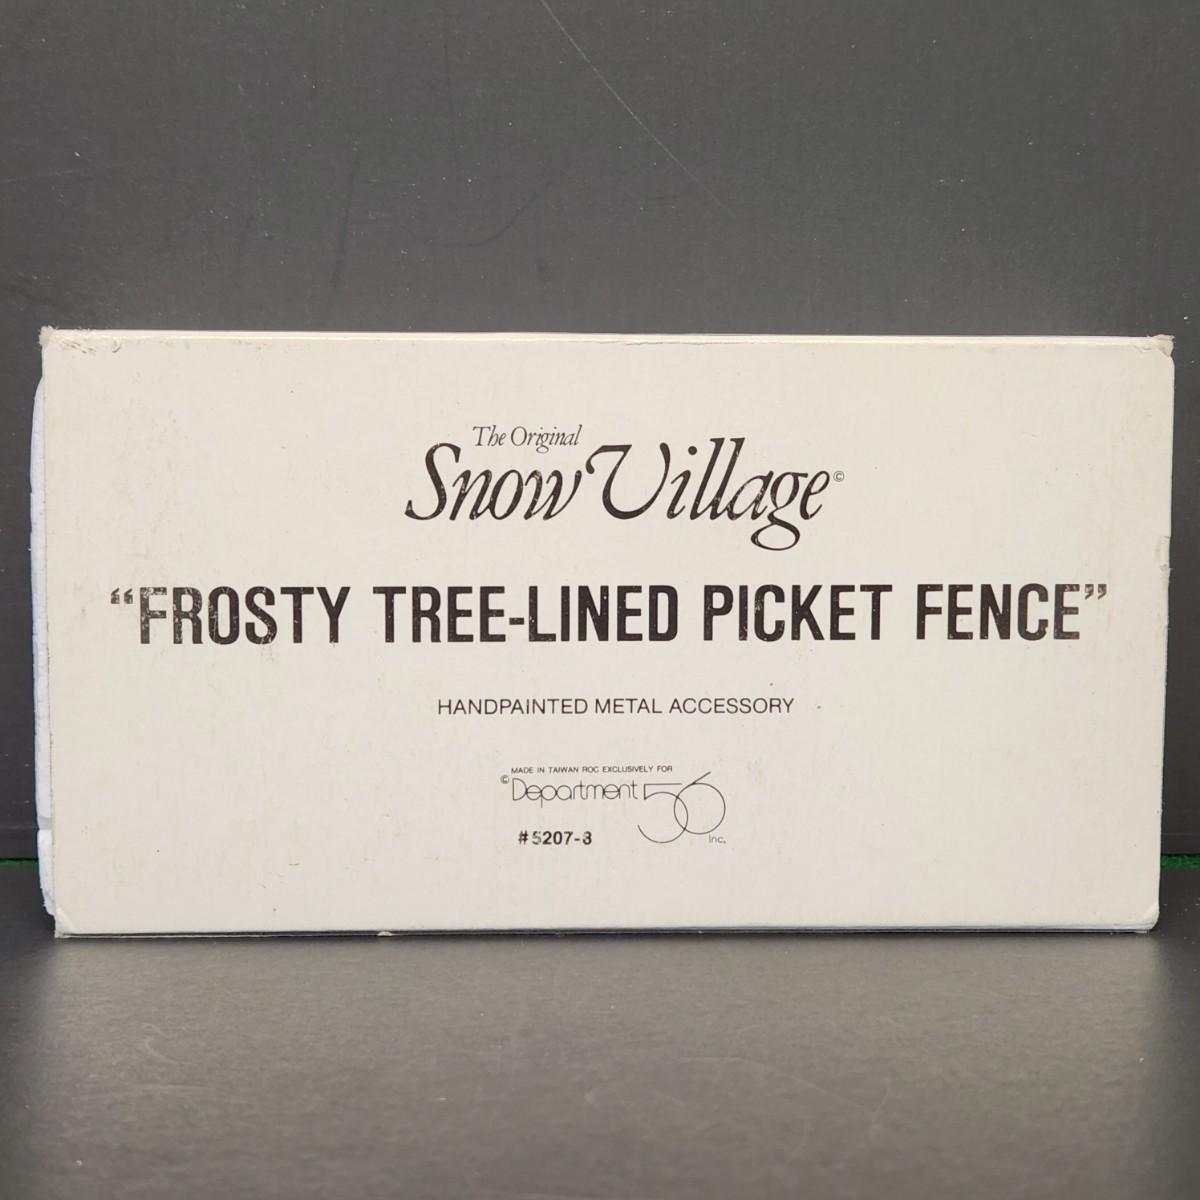 The Original
Snow Village©
“FROSTY TREE-LINED PICKET FENCE”
HANDPAINTED METAL ACCESSORY
MADE IN TAIWAN ROC EXCLUSIVELY FOR
©Department 56 Inc.
#5207-8